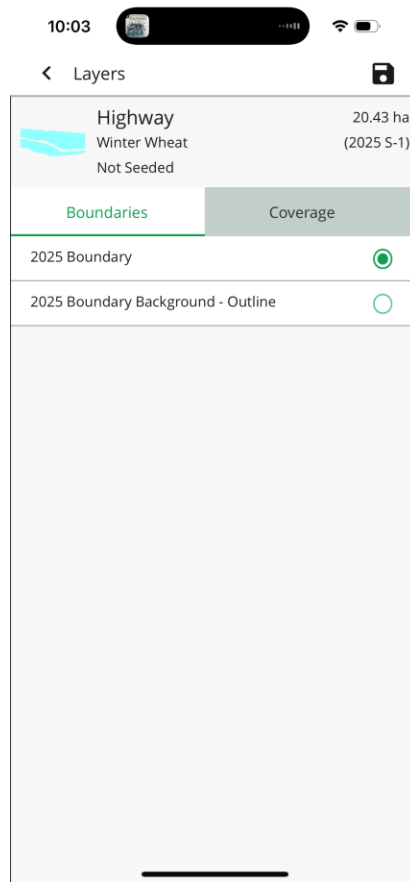 10:03
Layers
Highway
20.43 ha
Winter Wheat
(2025 S-1)
Not Seeded
Boundaries
Coverage
2025 Boundary
2025 Boundary Background - Outline